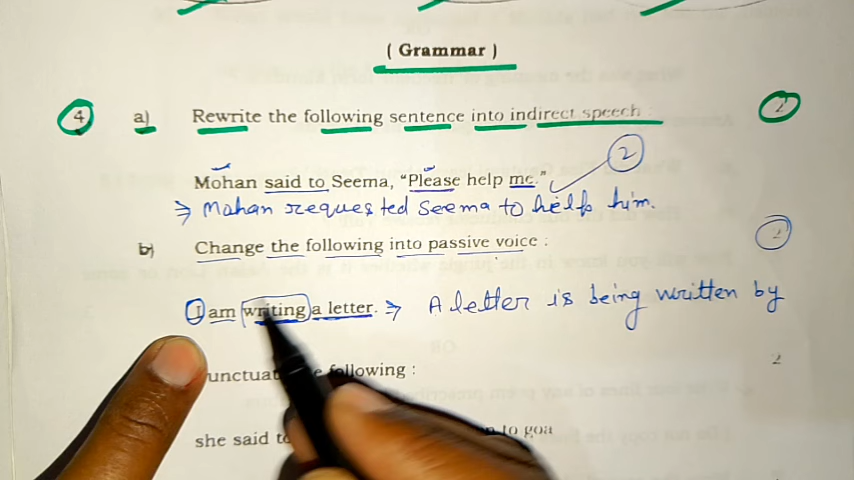 ( Grammar )
4 a) Rewrite the following sentence into indirect speech : 2
2
Mohan said to Seema, "Please help me."
⇒ Mohan requested Seema to help him.
b) Change the following into passive voice : 2
I am writing a letter. ⇒ A letter is being written by
following : 2
she said to to goa